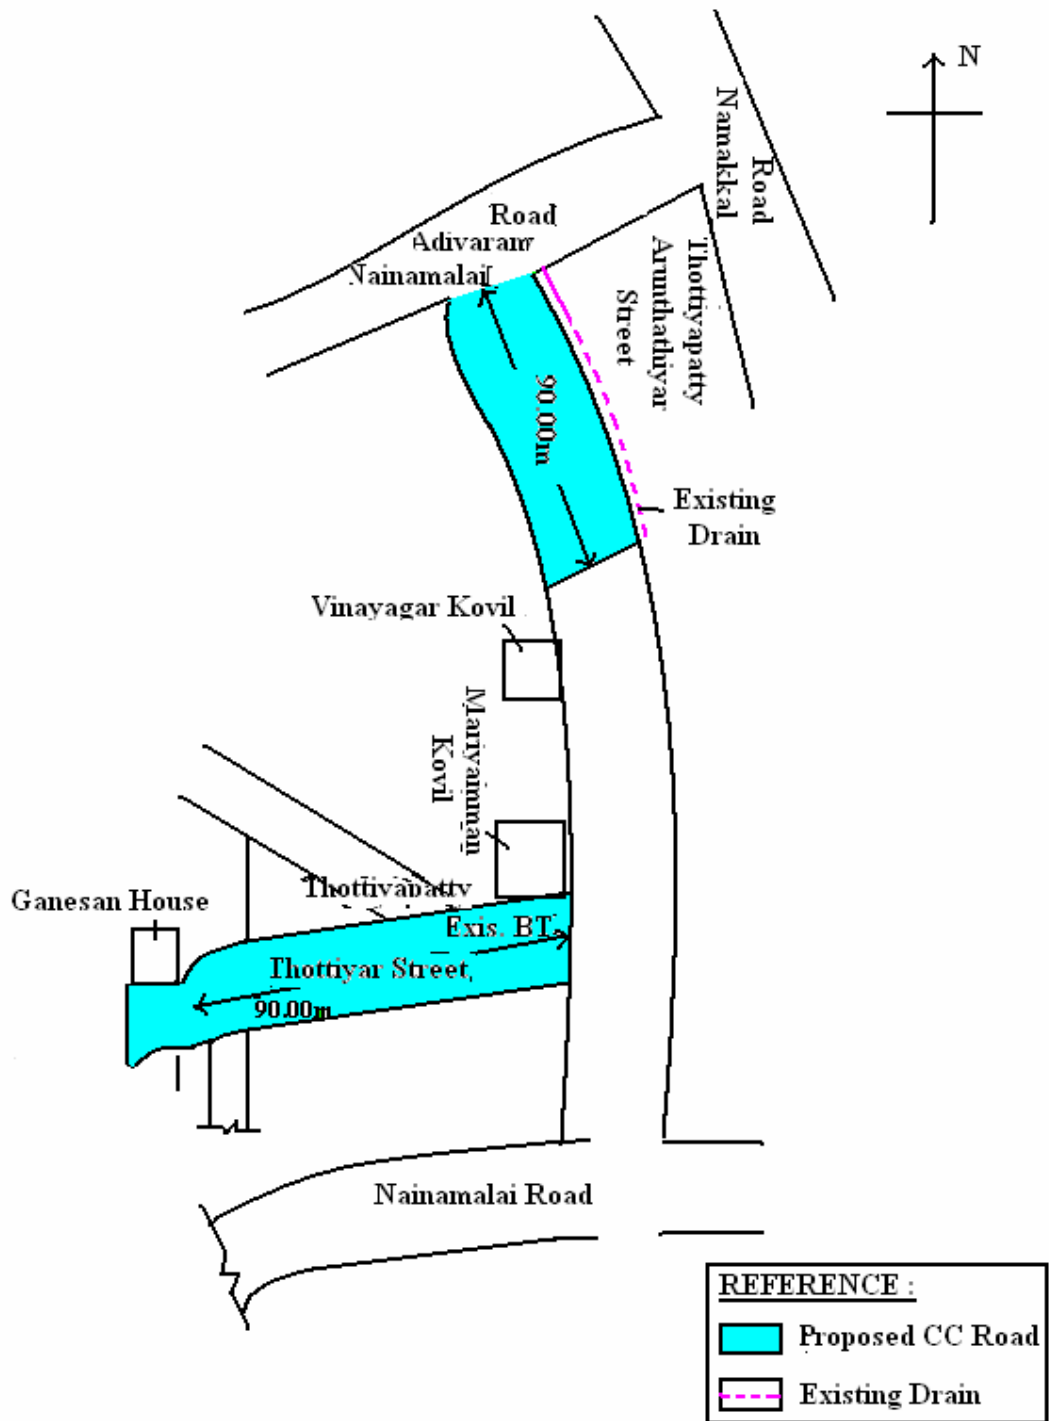 N
Namakkal
Road
Road
Adivaram
Nainamalai
Thottiyapatty
Arunthathiyar
Street
90.00m
Existing
Drain
Vinayagar Kovil
Mariyamman
Kovil
Thottiyapatty
Ganesan House
Exis. BT
Thottiyar Street,
90.00m
Nainamalai Road
REFERENCE :
Proposed CC Road
Existing Drain